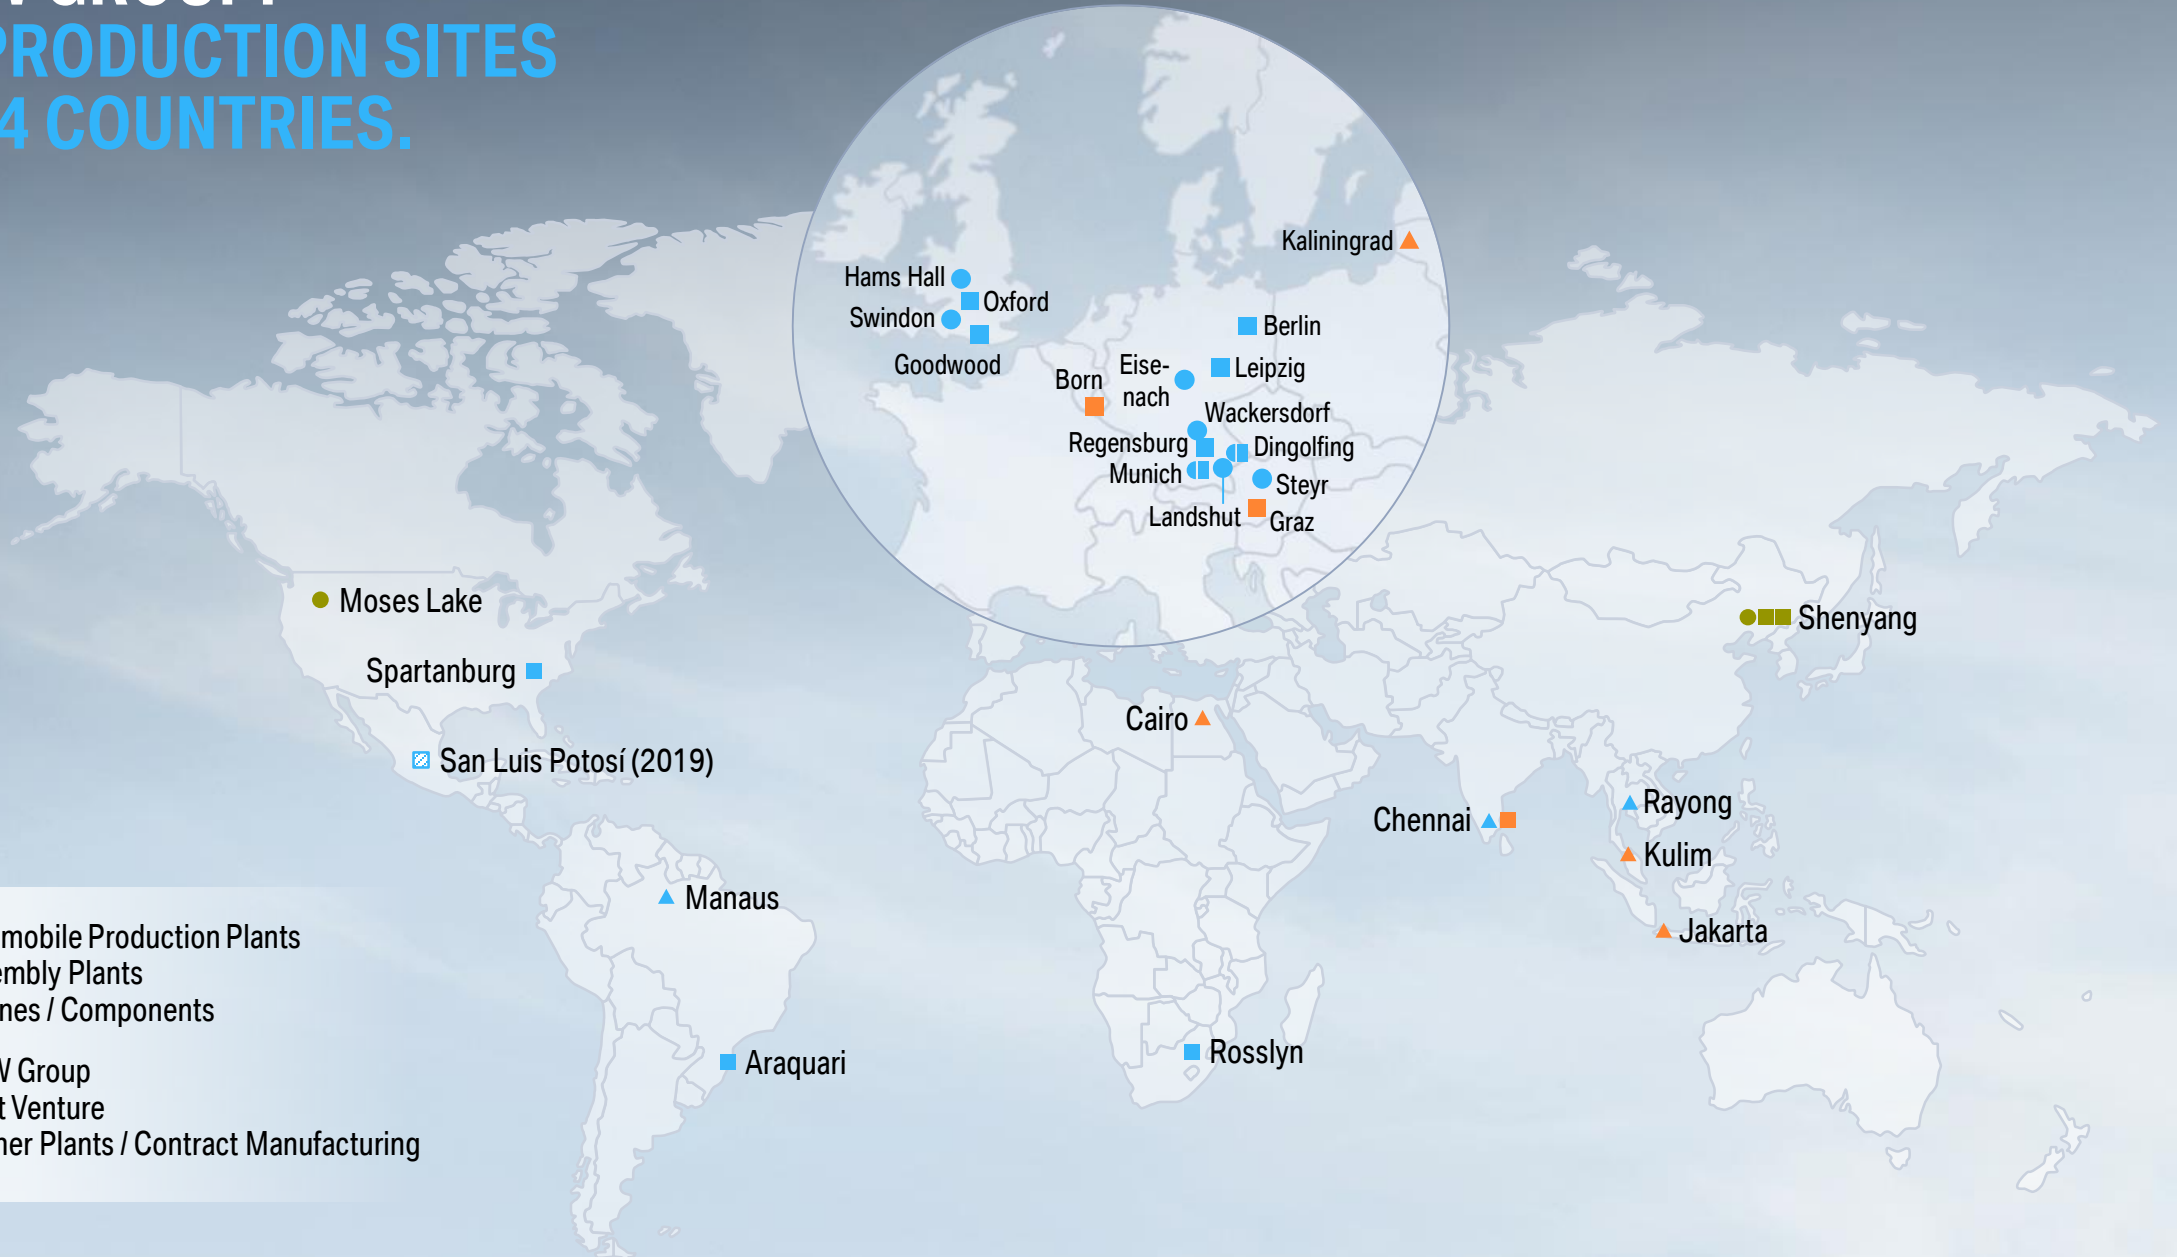 GROUP.
PRODUCTION SITES
4 COUNTRIES.
Kaliningrad
Hams Hall
Oxford
Swindon
Goodwood
Berlin
Leipzig
Eise-
nach
Born
Wackersdorf
Regensburg
Dingolfing
Munich
Steyr
Landshut
Graz
Moses Lake
Spartanburg
San Luis Potosí (2019)
Manaus
Araquari
Cairo
Rosslyn
Chennai
Shenyang
Rayong
Kulim
Jakarta
mobile Production Plants
embly Plants
nes / Components
W Group
t Venture
ner Plants / Contract Manufacturing